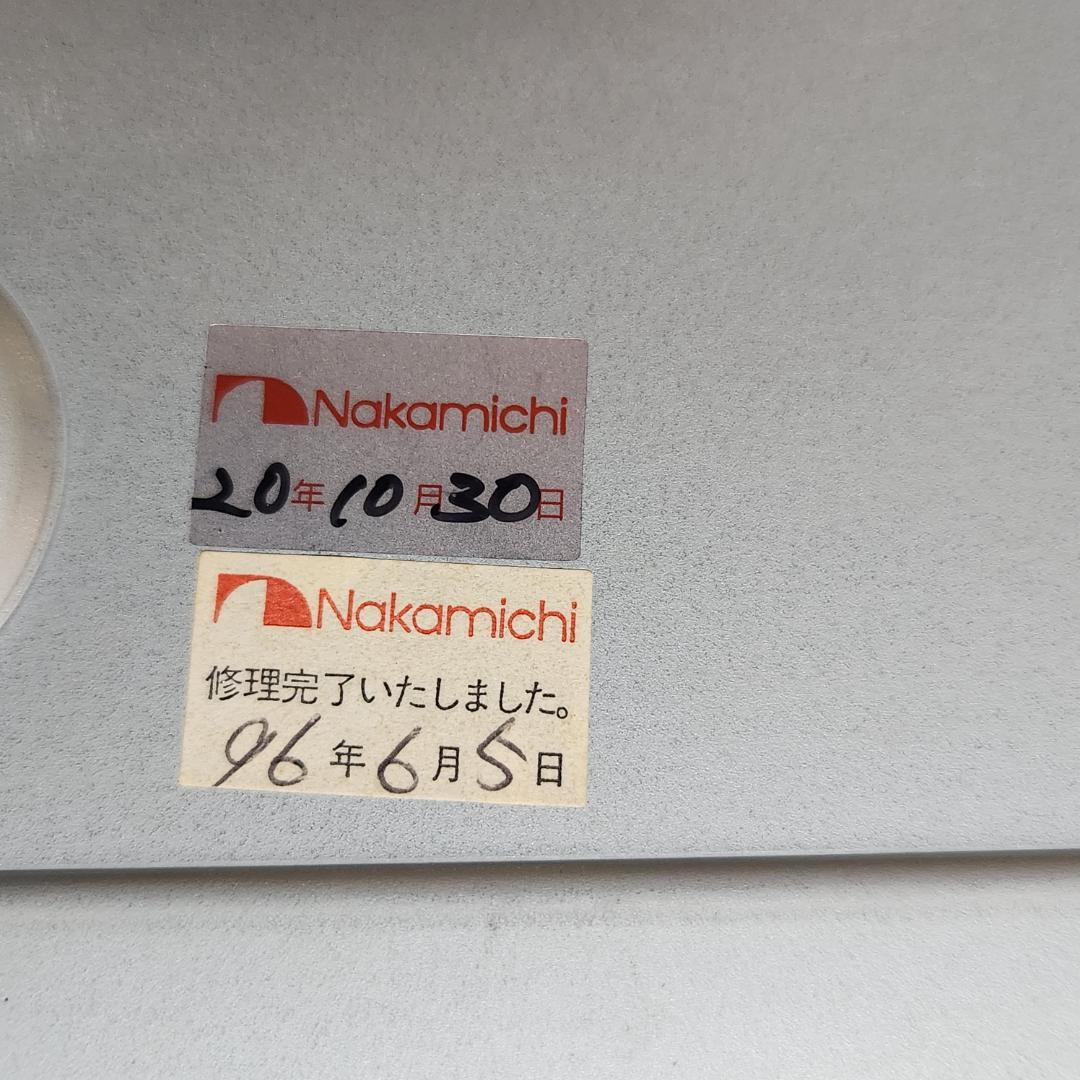 Nakamichi
20年10月30日
Nakamichi
修理完了いたしました。
96年6月5日